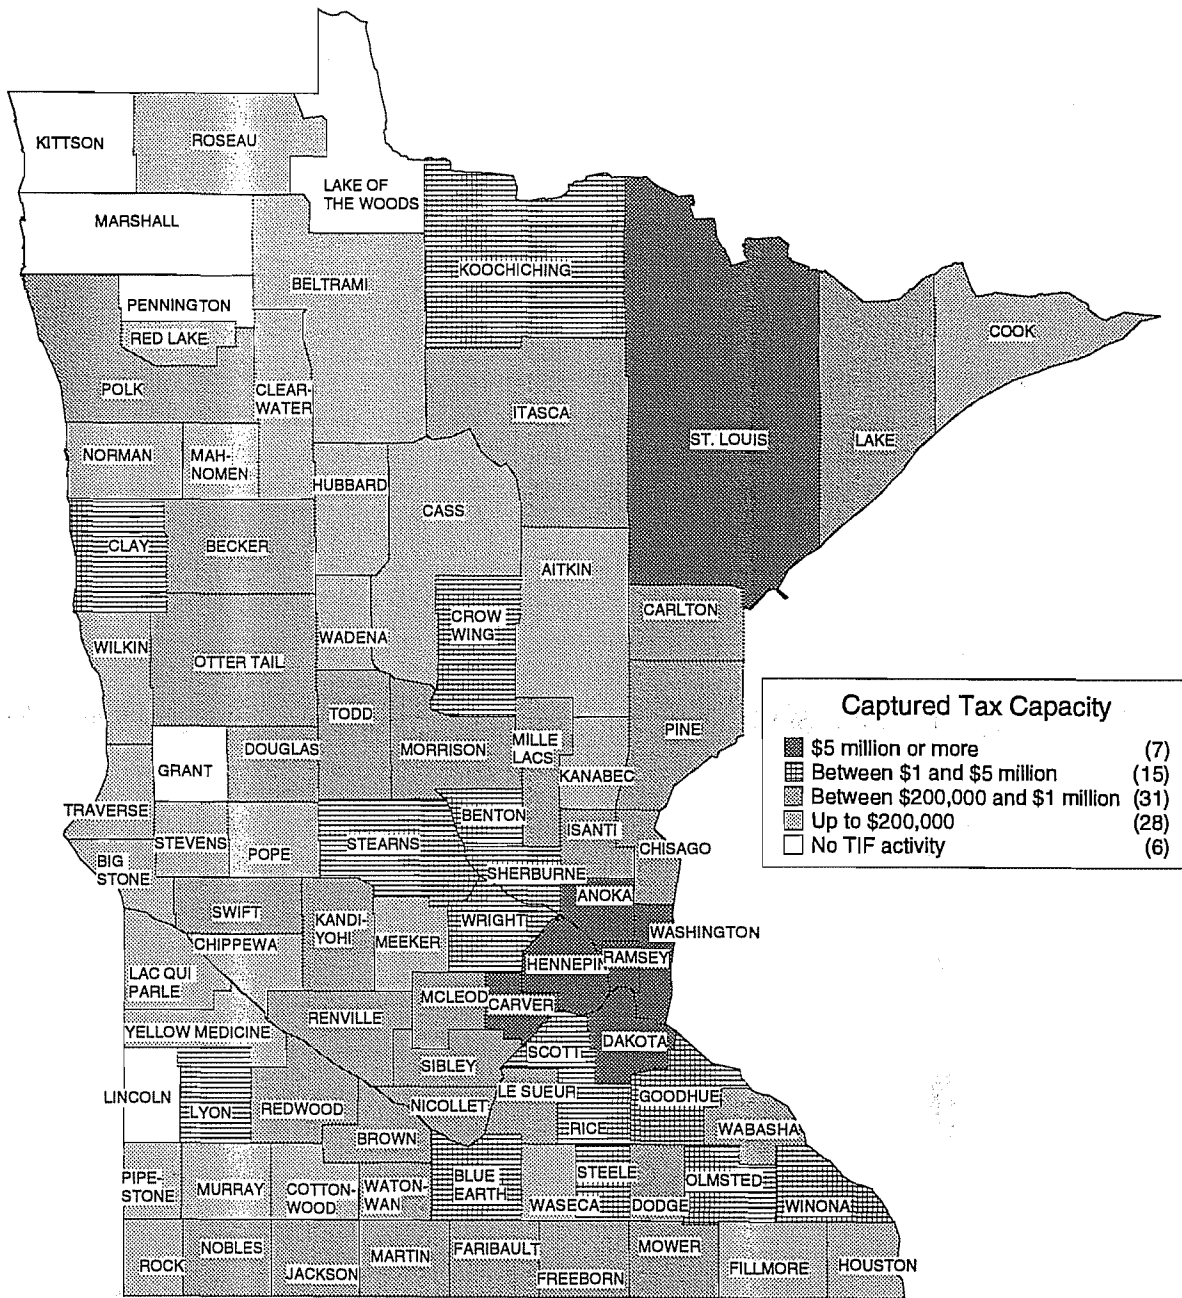 KITTSON
ROSEAU
LAKE OF
THE WOODS
MARSHALL
KOOCHICHING
BELTRAMI
PENNINGTON
RED LAKE
COOK
POLK
CLEAR-
WATER
ITASCA
ST. LOUIS
LAKE
NORMAN
MAH-
NOMEN
HUBBARD
CASS
CLAY
BECKER
AITKIN
CARLTON
CROW
WING
WILKIN
WADENA
OTTER TAIL
TODD
PINE
DOUGLAS
MORRISON
MILLE
LACS
GRANT
KANABEC
TRAVERSE
STEVENS
POPE
STEARNS
BENTON
ISANTI
CHISAGO
BIG
STONE
SHERBURNE
ANOKA
SWIFT
KANDI-
YOHI
WRIGHT
WASHINGTON
CHIPPEWA
MEEKER
HENNEPIN
RAMSEY
LAC QUI
PARLE
MCLEOD
CARVER
RENVILLE
YELLOW MEDICINE
DAKOTA
SCOTT
SIBLEY
LINCOLN
LYON
REDWOOD
NICOLLET
LE SUEUR
GOODHUE
RICE
WABASHA
BROWN
PIPE-
STONE
MURRAY
COTTON-
WOOD
WATON-
WAN
BLUE
EARTH
WASECA
STEELE
DODGE
OLMSTED
WINONA
ROCK
NOBLES
JACKSON
MARTIN
FARIBAULT
FREEBORN
MOWER
FILLMORE
HOUSTON
Captured Tax Capacity
$5 million or more (7)
Between $1 and $5 million (15)
Between $200,000 and $1 million (31)
Up to $200,000 (28)
No TIF activity (6)